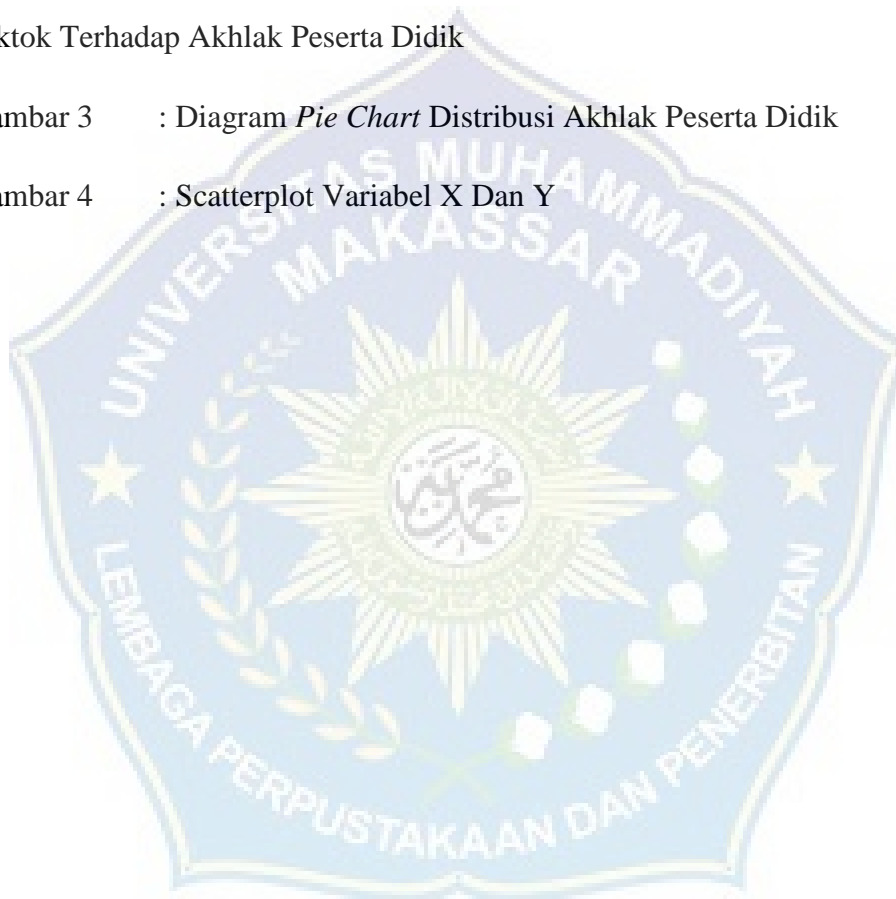 ktok Terhadap Akhlak Peserta Didik
ambar 3 : Diagram Pie Chart Distribusi Akhlak Peserta Didik
ambar 4 : Scatterplot Variabel X Dan Y
UNIVERSITAS MUHAMMADIYAH
MAKASSAR
LEMBAGA PERPUSTAKAAN DAN PENERBITAN